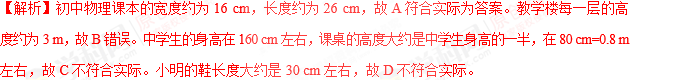 【解析】初中物理课本的宽度约为 16 cm，长度约为 26 cm，故 A 符合实际为答案。教学楼每一层的高
度约为 3 m，故 B 错误。中学生的身高在 160 cm 左右，课桌的高度大约是中学生身高的一半，在 80 cm=0.8 m
左右，故 C 不符合实际。小明的鞋长度大约是 30 cm 左右，故 D 不符合实际。